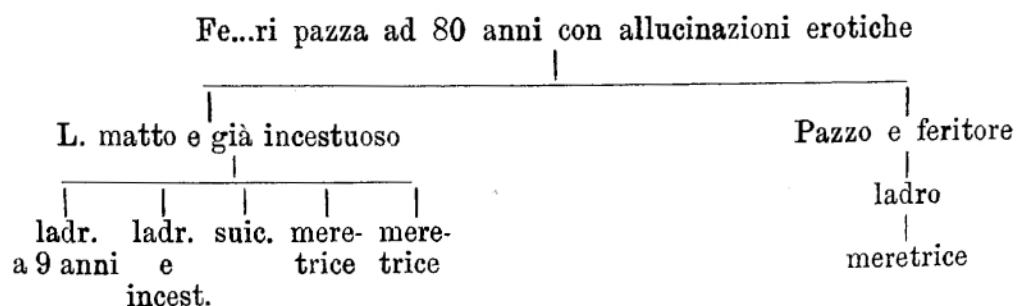 Fe...ri pazza ad 80 anni con allucinazioni erotiche
L. matto e già incestuoso
Pazzo e feritore
ladro
meretrice
ladr. ladr. suic. mere- mere-
a 9 anni e trice trice
incest.